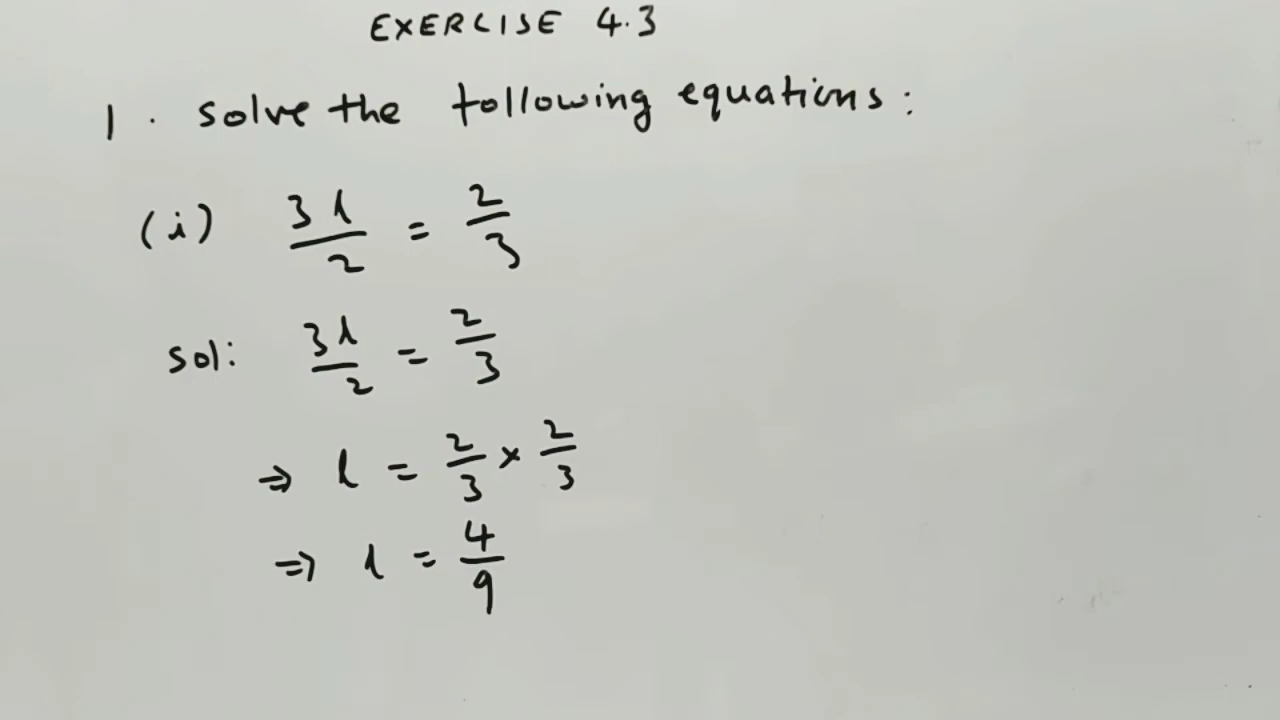 EXERCISE 4.3
1. solve the following equations:
(i) 3l/2 = 2/3
sol: 3l/2 = 2/3
⇒ l = 2/3 × 2/3
⇒ l = 4/9